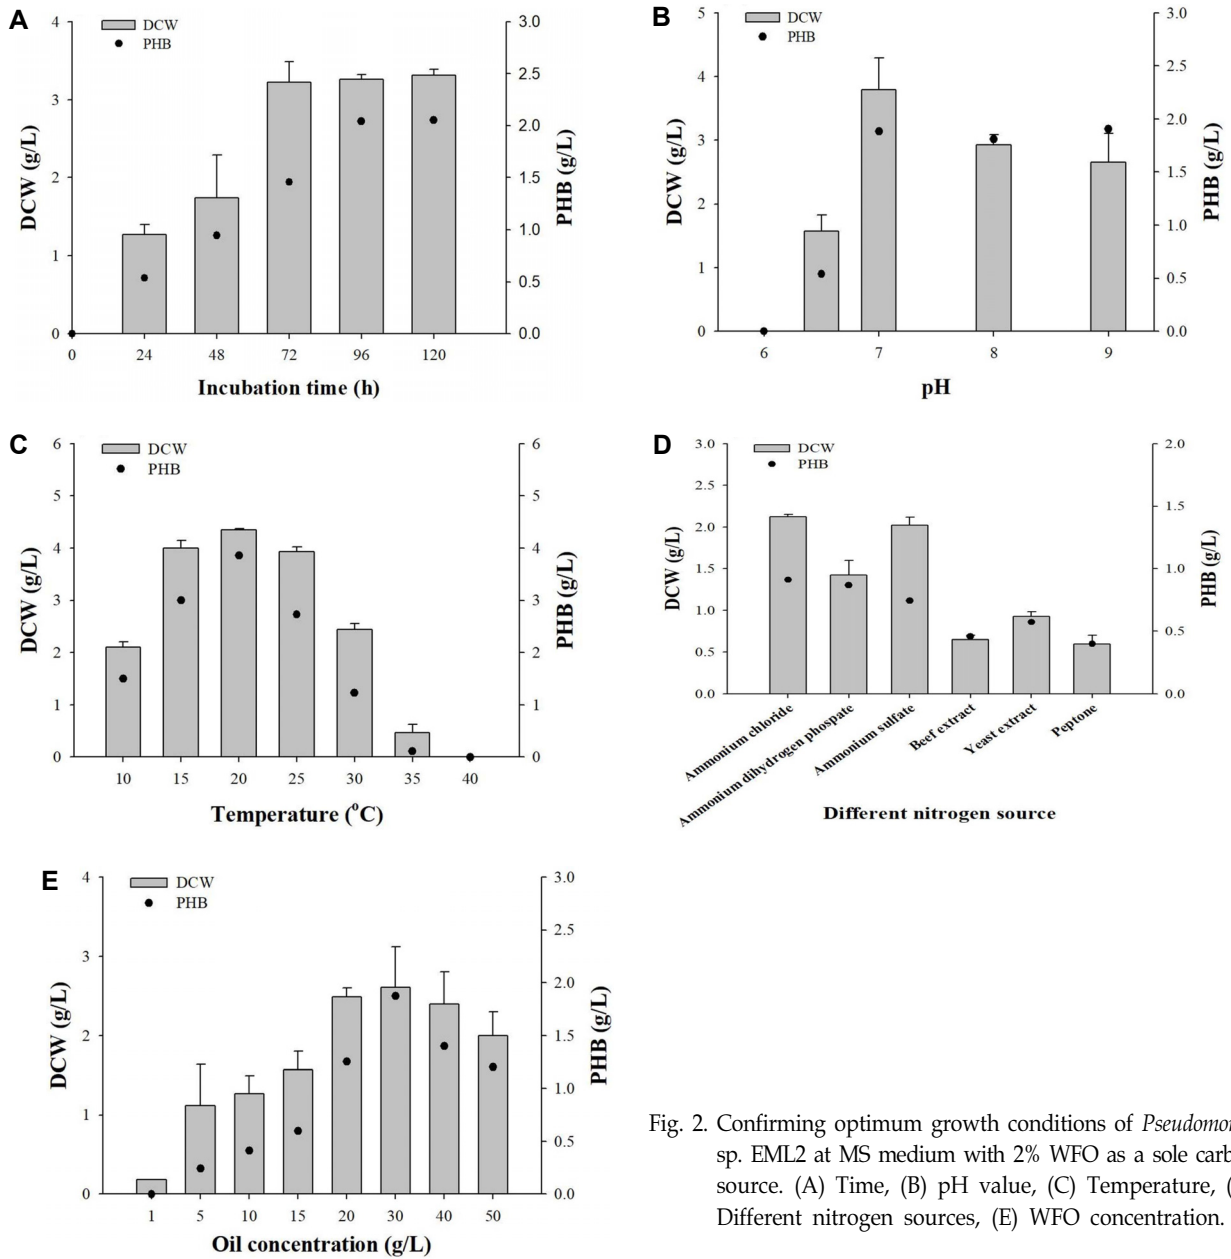 A
DCW
PHB
4
3
2
1
0
3.0
2.5
2.0
1.5
1.0
0.5
0.0
DCW (g/L)
PHB (g/L)
0 24 48 72 96 120
Incubation time (h)
B
DCW
PHB
5
4
3
2
1
0
3.0
2.5
2.0
1.5
1.0
0.5
0.0
DCW (g/L)
PHB (g/L)
6 7 8 9
pH
C
DCW
PHB
6
5
4
3
2
1
0
6
5
4
3
2
1
0
DCW (g/L)
PHB (g/L)
10 15 20 25 30 35 40
Temperature (°C)
D
DCW
PHB
3.0
2.5
2.0
1.5
1.0
0.5
0.0
2.0
1.5
1.0
0.5
0.0
DCW (g/L)
PHB (g/L)
Ammonium chloride
Ammonium dihydrogen phospate
Ammonium sulfate
Beef extract
Yeast extract
Peptone
Different nitrogen source
E
DCW
PHB
4
3
2
1
0
3.0
2.5
2.0
1.5
1.0
0.5
0.0
DCW (g/L)
PHB (g/L)
1 5 10 15 20 30 40 50
Oil concentration (g/L)
Fig. 2. Confirming optimum growth conditions of
sp. EML2 at MS medium with 2% WFO as a sole
source. (A) Time, (B) pH value, (C) Temperature,
Different nitrogen sources, (E) WFO concentration.